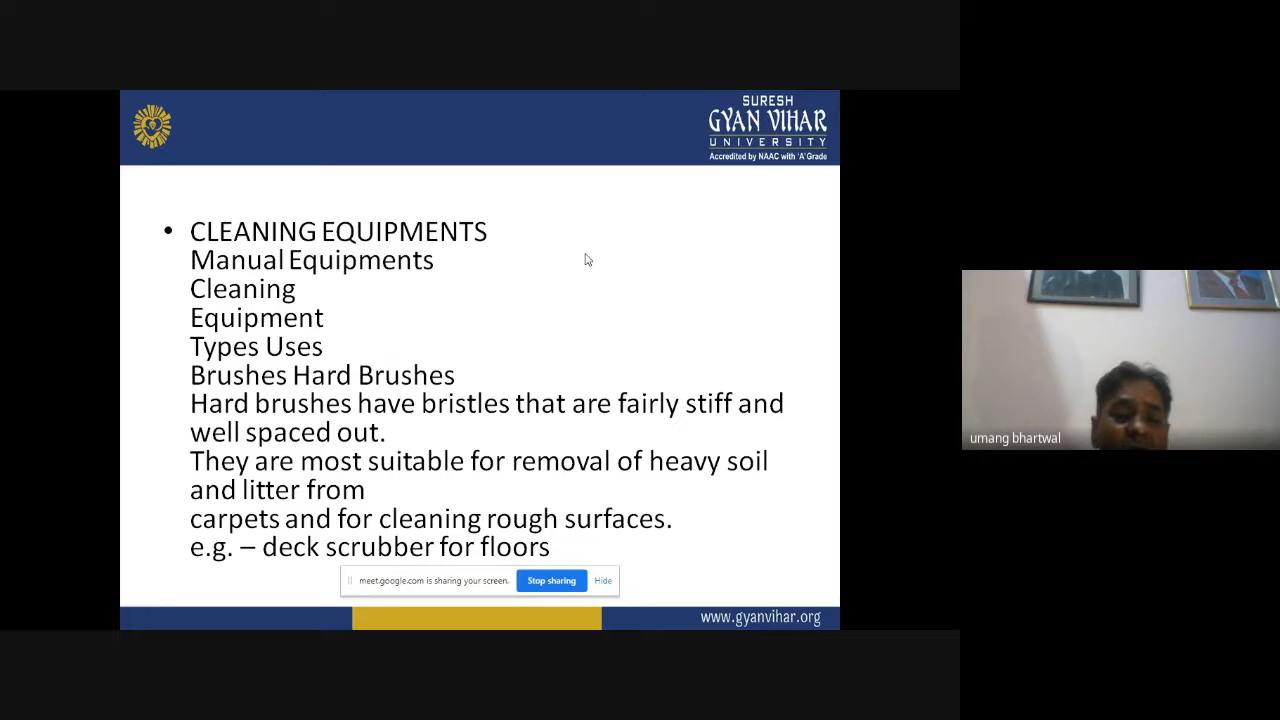 SURESH
GYAN VIHAR
UNIVERSITY
Accredited by NAAC with 'A' Grade
• CLEANING EQUIPMENTS
Manual Equipments
Cleaning
Equipment
Types Uses
Brushes Hard Brushes
Hard brushes have bristles that are fairly stiff and
well spaced out.
They are most suitable for removal of heavy soil
and litter from
carpets and for cleaning rough surfaces.
e.g. – deck scrubber for floors
meet.google.com is sharing your screen. Stop sharing Hide
www.gyanvihar.org
umang bhartwal